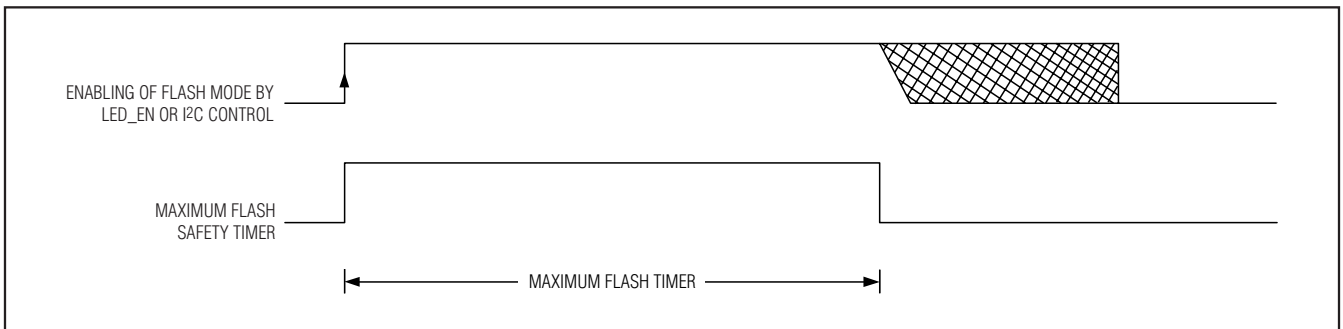 ENABLING OF FLASH MODE BY
LED_EN OR I2C CONTROL
MAXIMUM FLASH
SAFETY TIMER
MAXIMUM FLASH TIMER